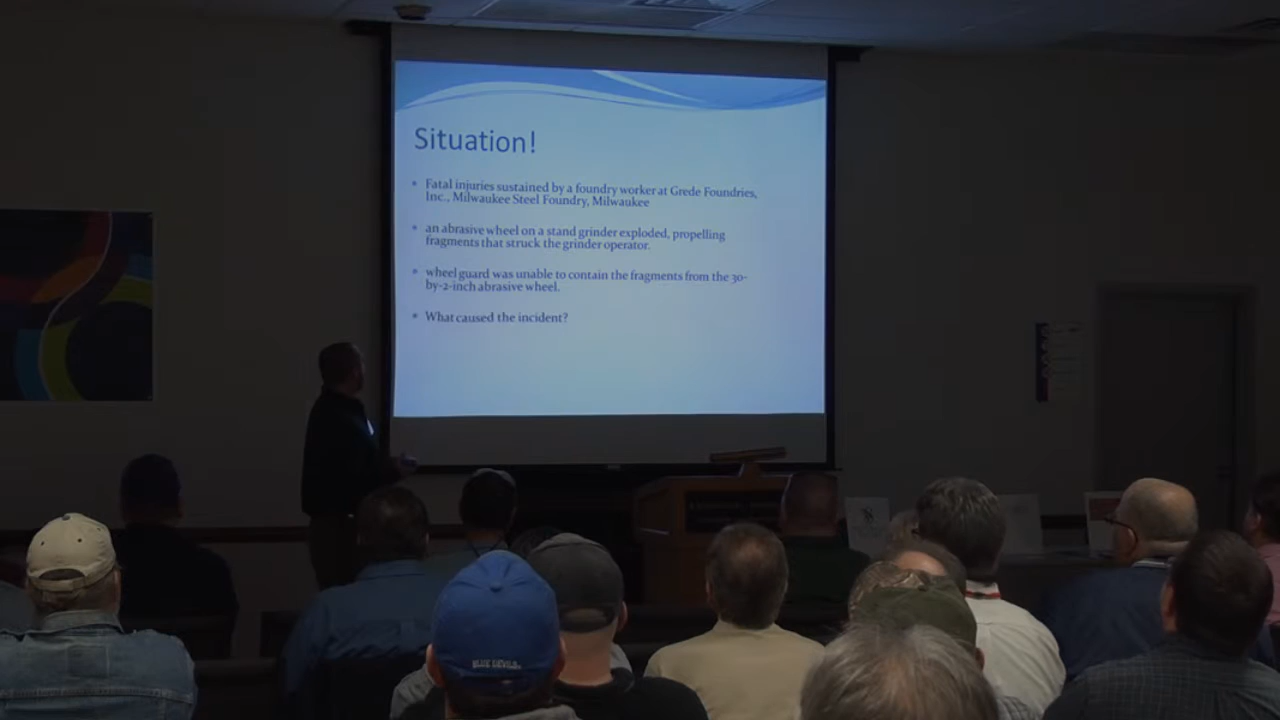 Situation!
Fatal injuries sustained by a foundry worker at Grede Foundries,
Inc., Milwaukee Steel Foundry, Milwaukee
an abrasive wheel on a stand grinder exploded, propelling
fragments that struck the grinder operator.
wheel guard was unable to contain the fragments from the 30-
by-2-inch abrasive wheel.
What caused the incident?
BLUE DEVILS